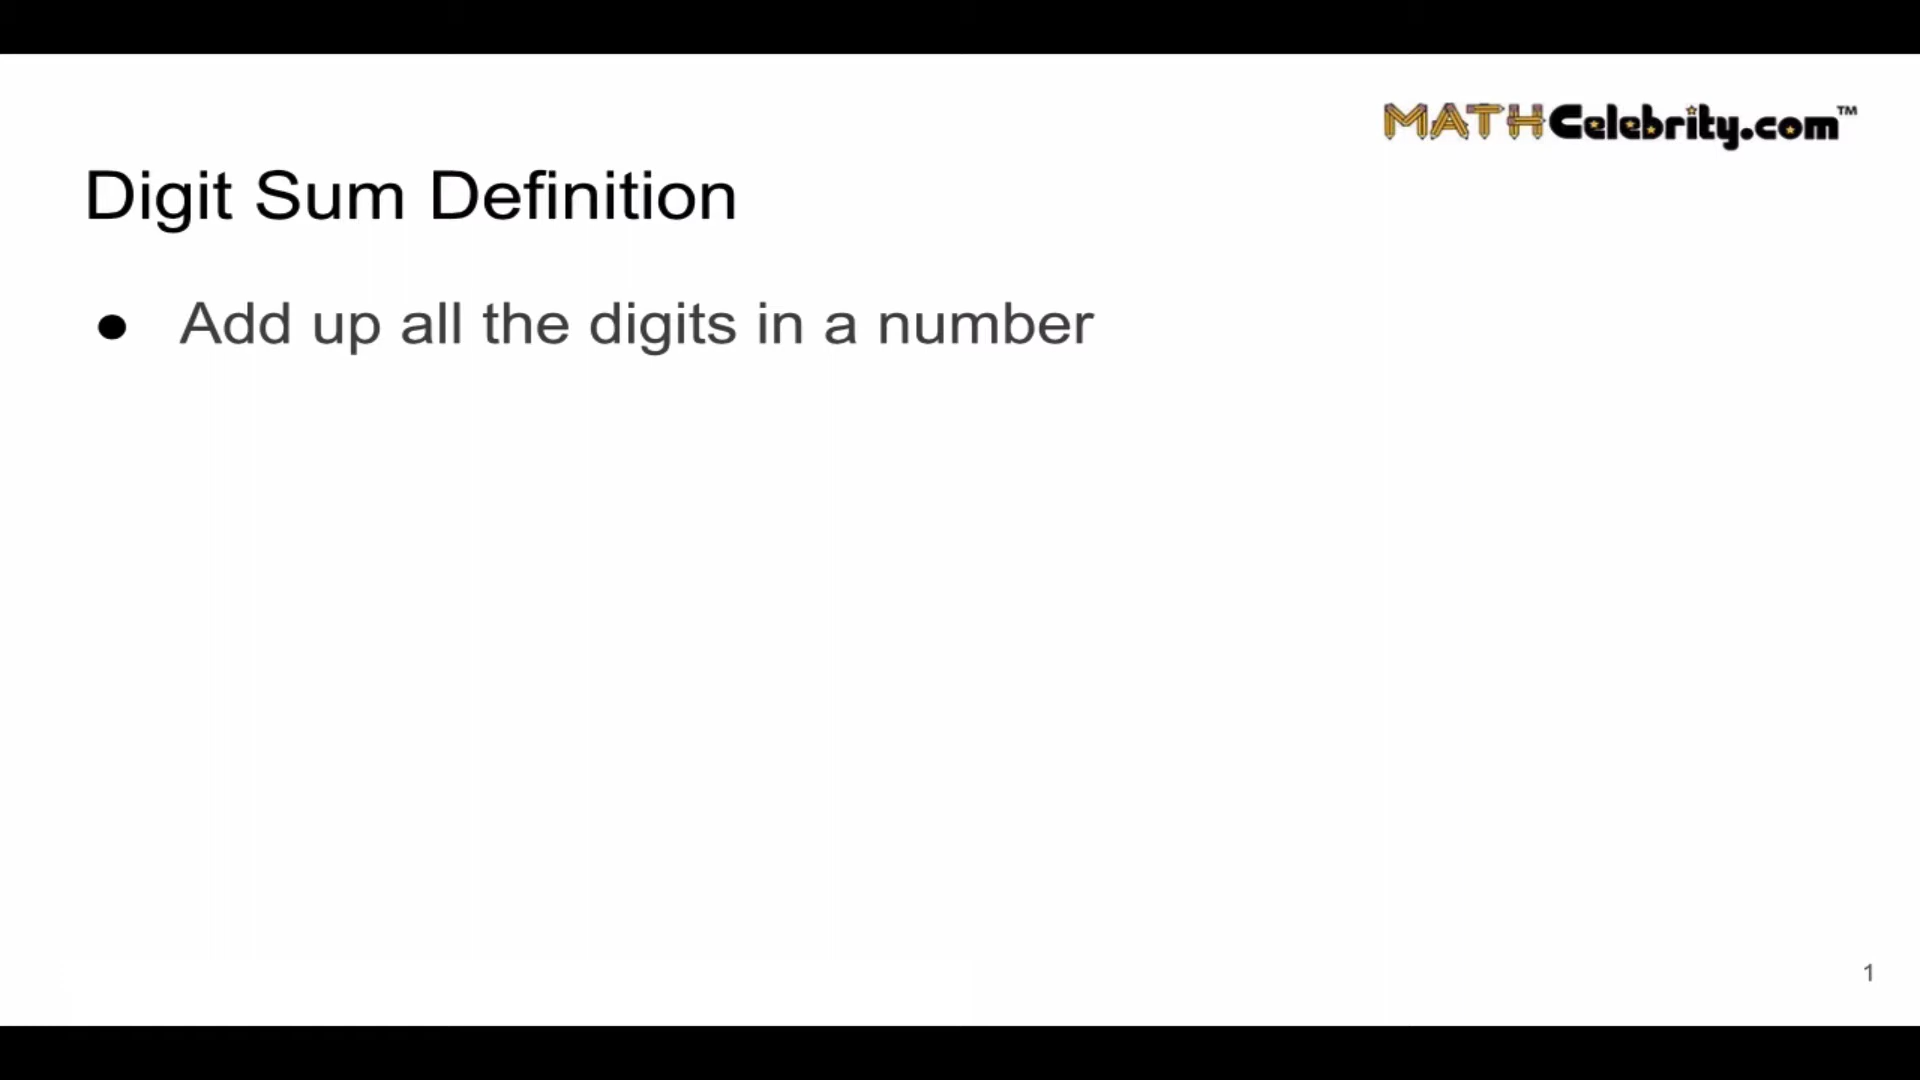 MATHCelebrity.com™
Digit Sum Definition
● Add up all the digits in a number
1